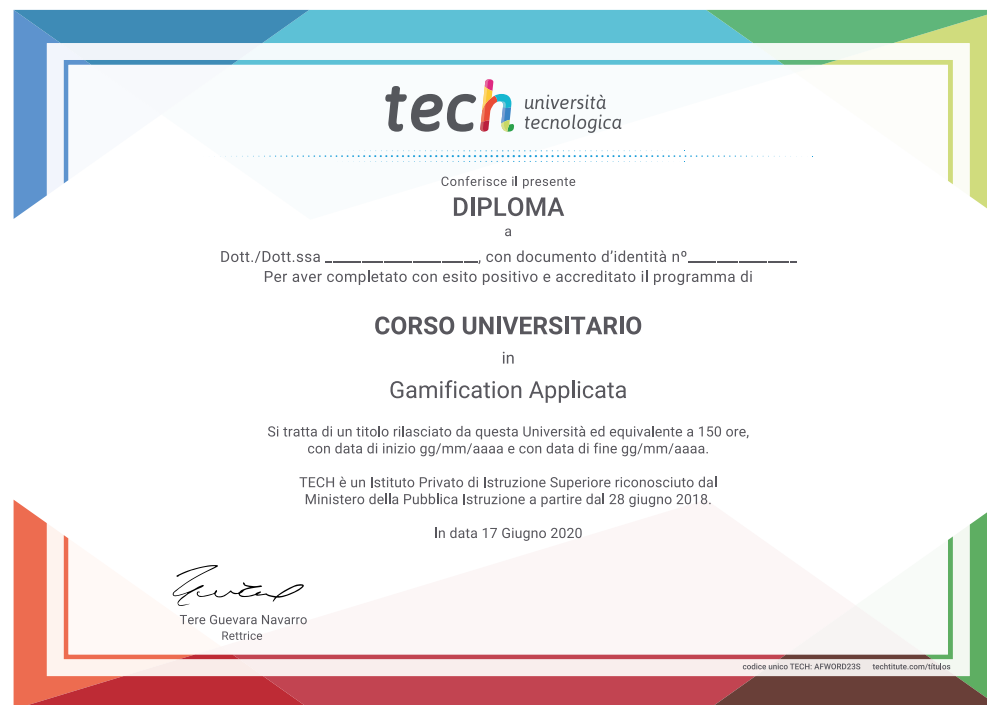 tech università
tecnologica
Conferisce il presente
DIPLOMA
a
Dott./Dott.ssa ____________________, con documento d'identità nº______________
Per aver completato con esito positivo e accreditato il programma di
CORSO UNIVERSITARIO
in
Gamification Applicata
Si tratta di un titolo rilasciato da questa Università ed equivalente a 150 ore,
con data di inizio gg/mm/aaaa e con data di fine gg/mm/aaaa.
TECH è un Istituto Privato di Istruzione Superiore riconosciuto dal
Ministero della Pubblica Istruzione a partire dal 28 giugno 2018.
In data 17 Giugno 2020
Tere Guevara Navarro
Rettrice
codice unico TECH: AFWORD23S techtitute.com/titulos